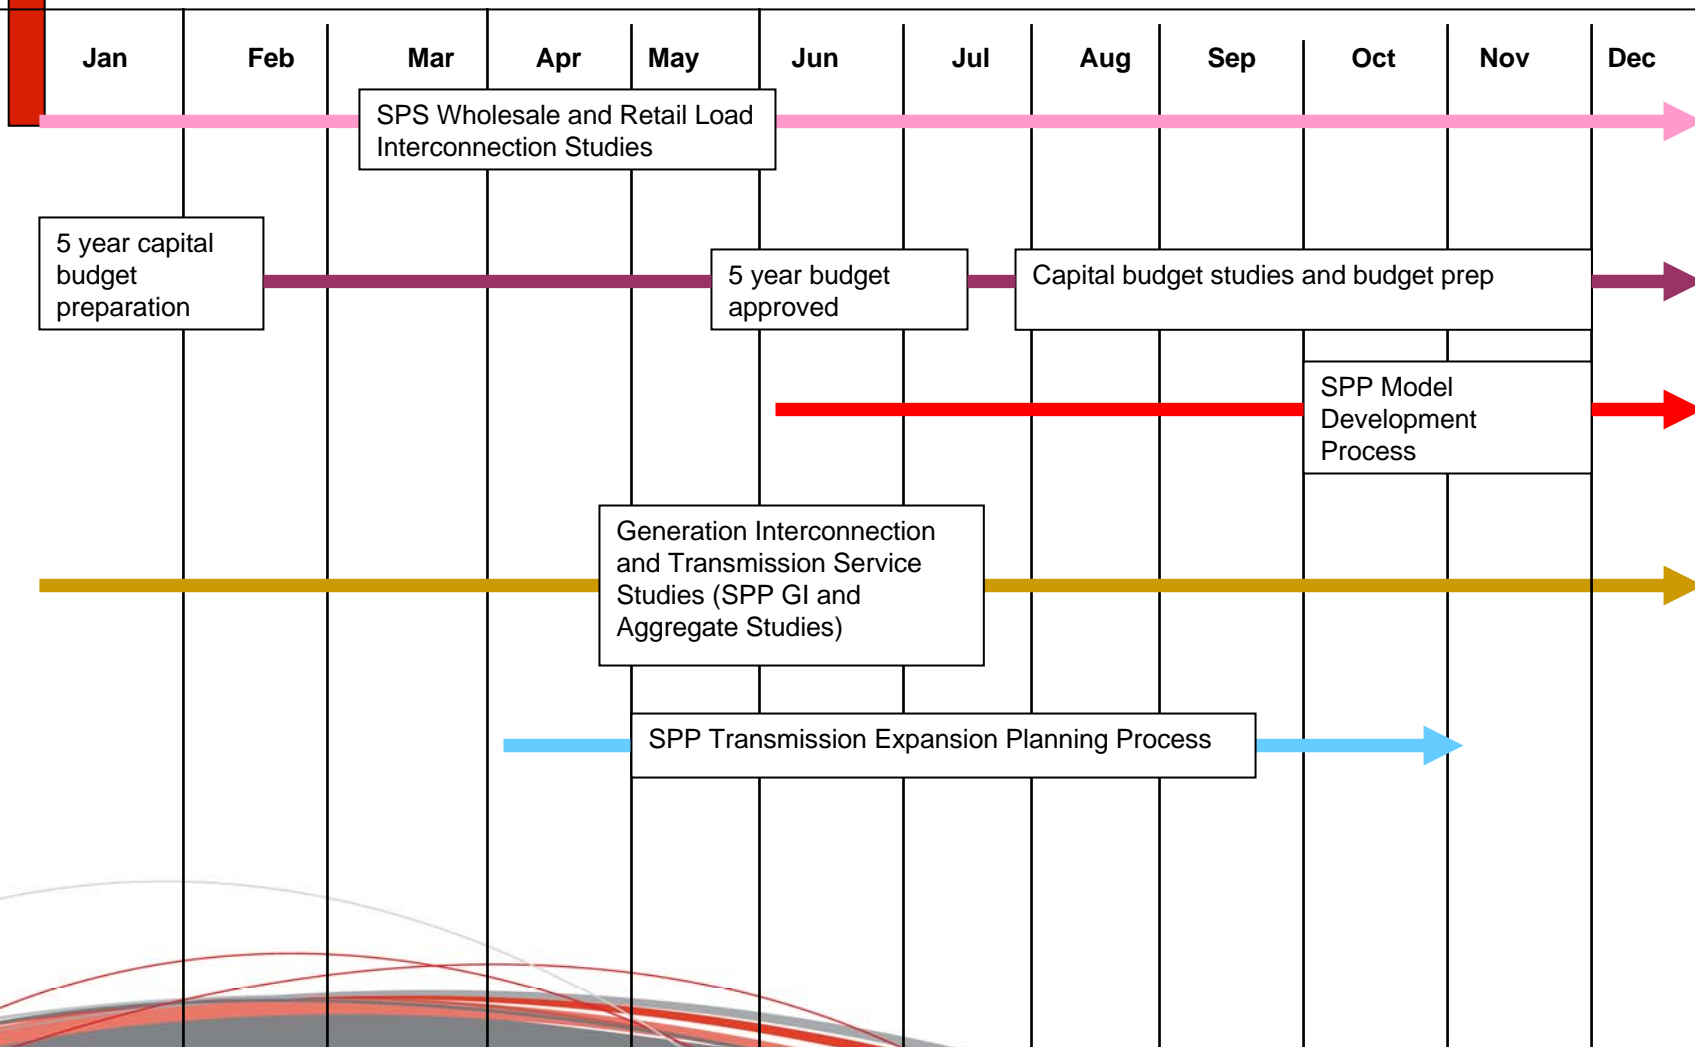 Jan Feb Mar Apr May Jun Jul Aug Sep Oct Nov Dec
SPS Wholesale and Retail Load
Interconnection Studies
5 year capital
budget
preparation
5 year budget
approved
Capital budget studies and budget prep
SPP Model
Development
Process
Generation Interconnection
and Transmission Service
Studies (SPP GI and
Aggregate Studies)
SPP Transmission Expansion Planning Process